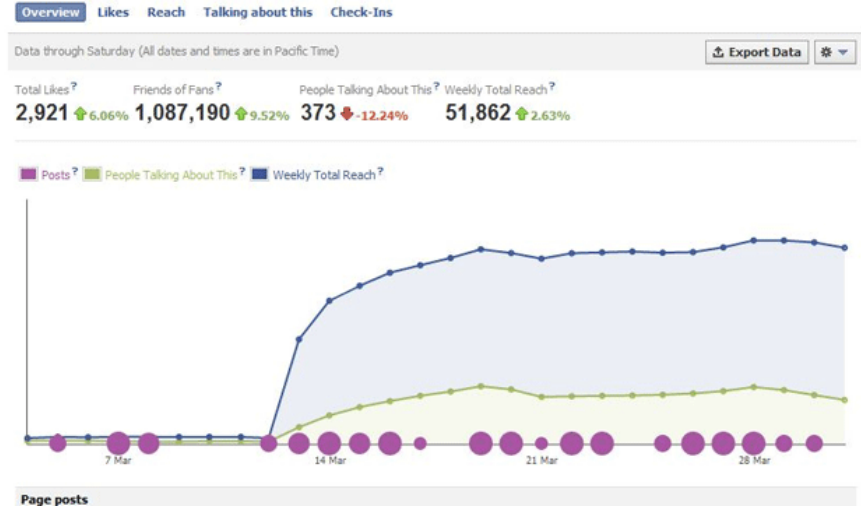 Overview Likes Reach Talking about this Check-Ins
Data through Saturday (All dates and times are in Pacific Time) Export Data
Total Likes? Friends of Fans? People Talking About This? Weekly Total Reach?
2,921 6.06% 1,087,190 9.52% 373 -12.24% 51,862 2.63%
Posts? People Talking About This? Weekly Total Reach?
7 Mar 14 Mar 21 Mar 28 Mar
Page posts